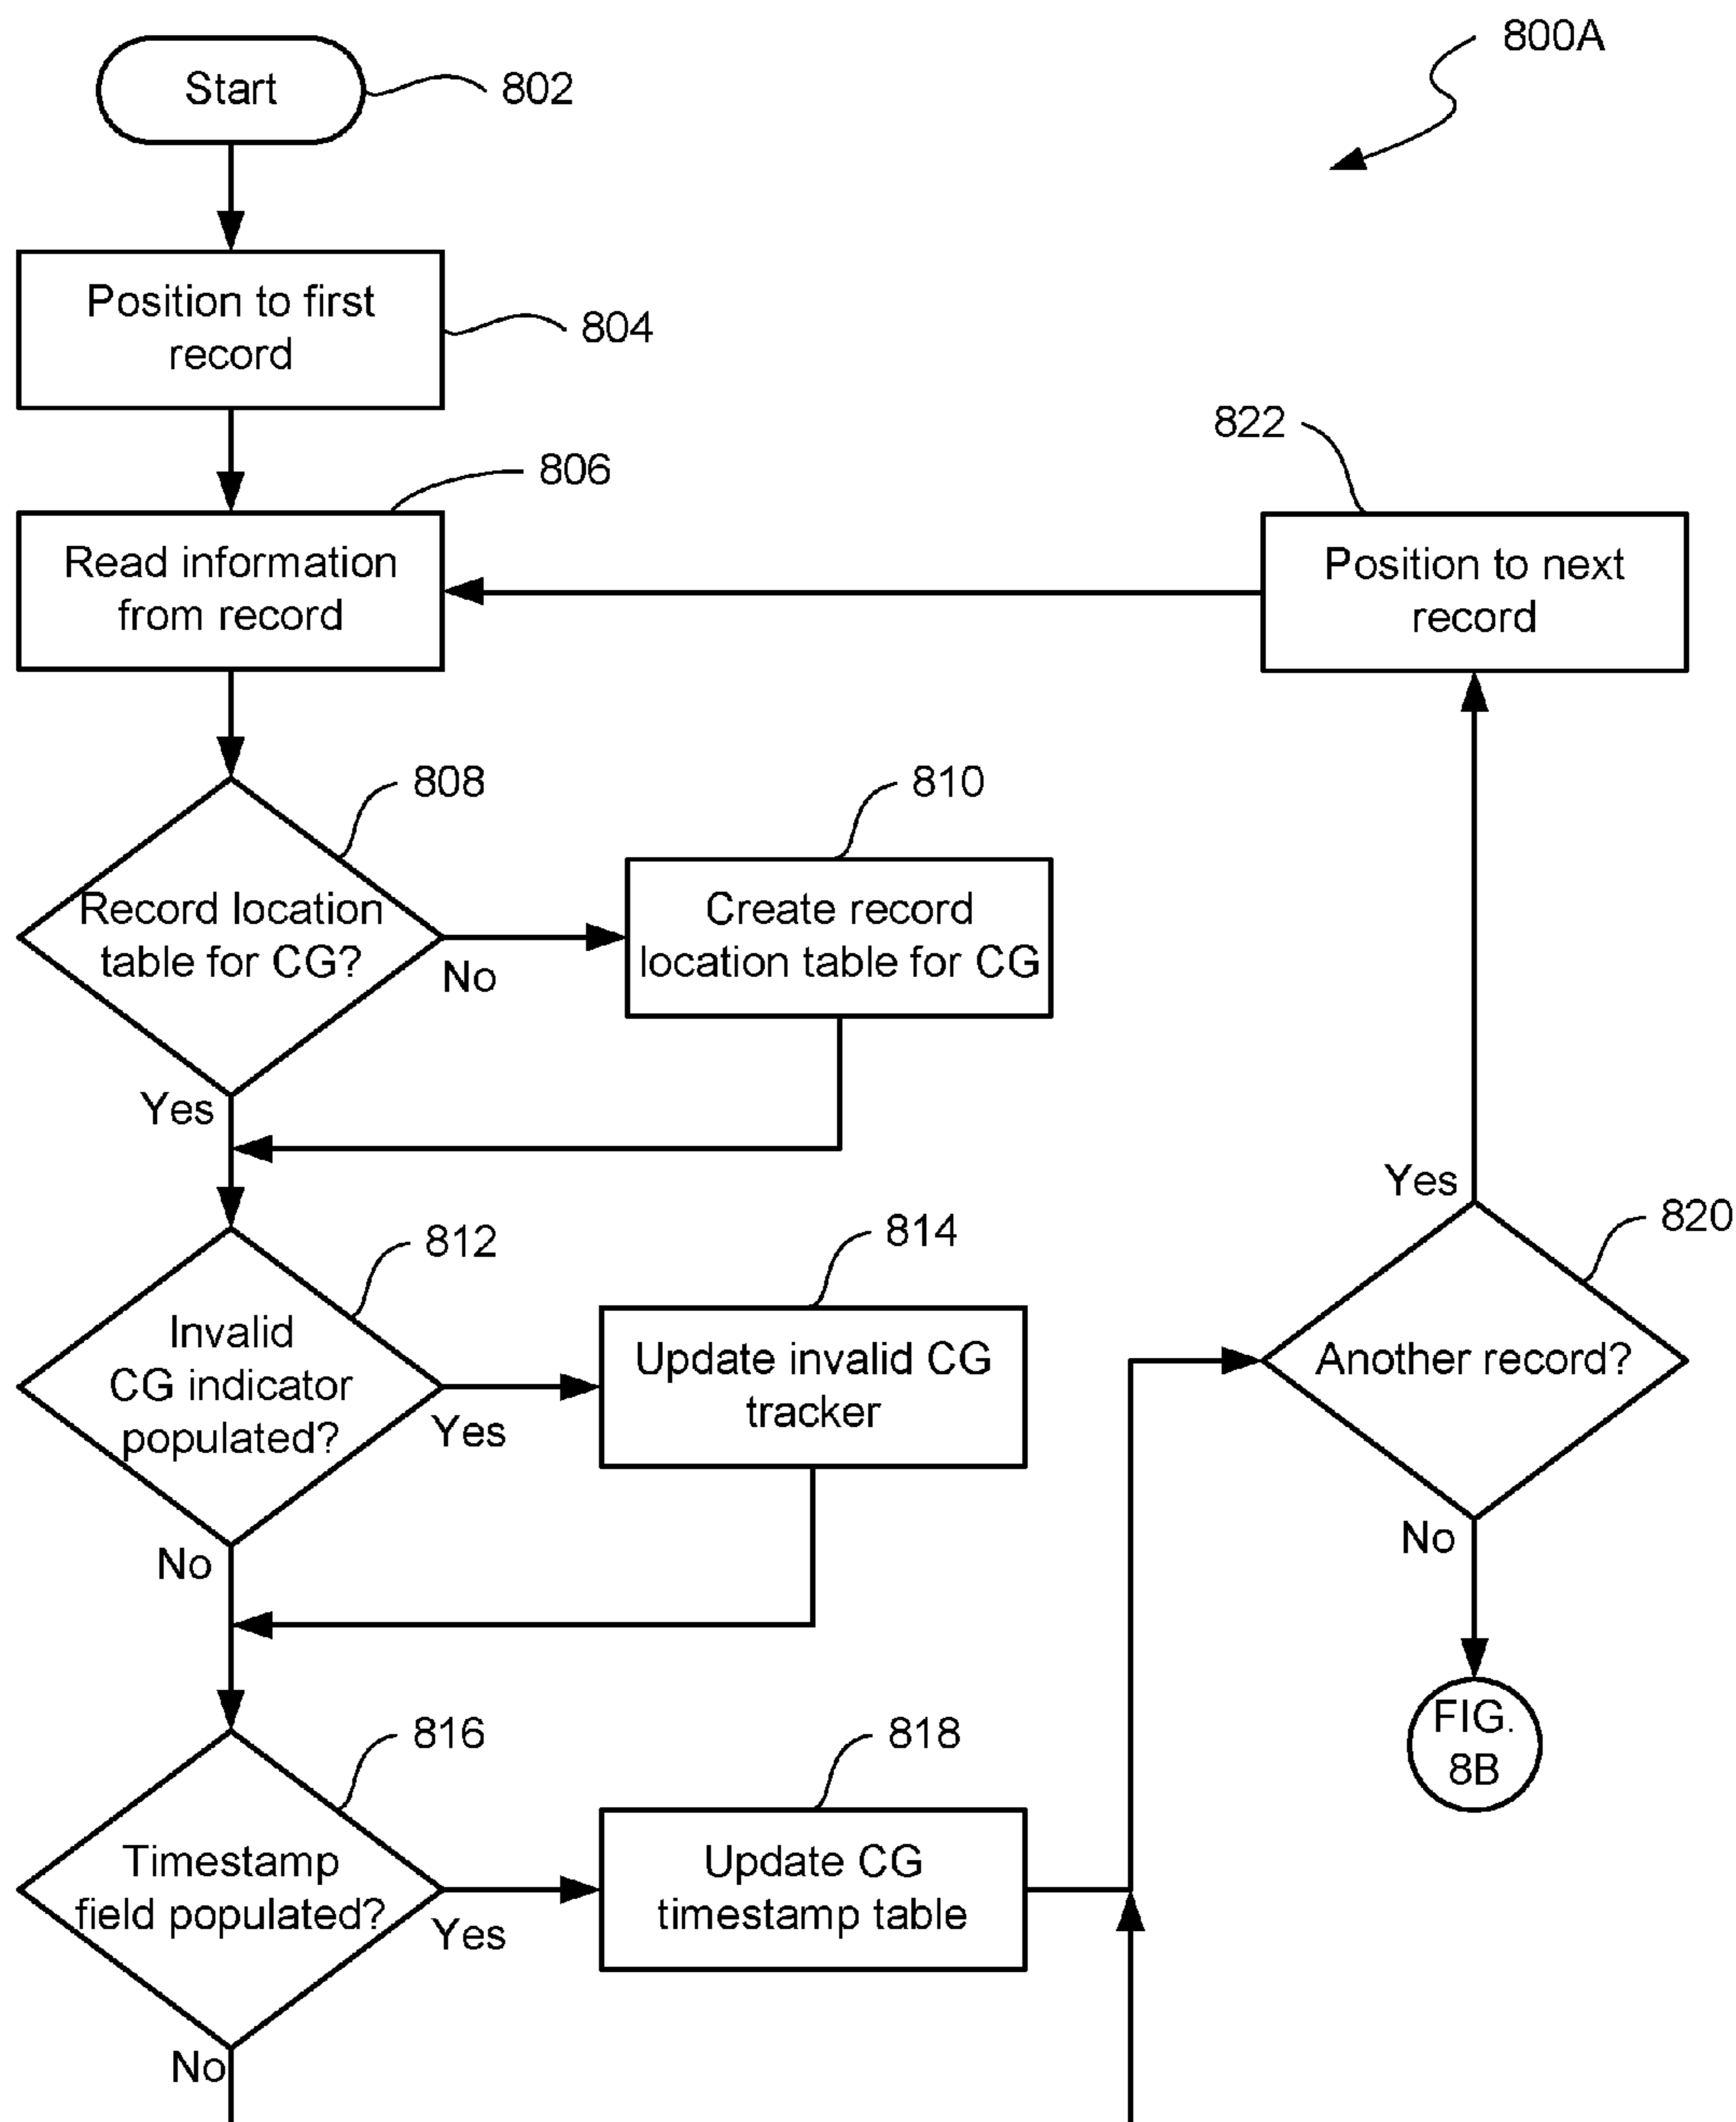 800A
Start
802
Position to first
record
804
822
806
Read information
from record
Position to next
record
808
810
Record location
table for CG?
No
Create record
location table for CG
Yes
Yes
820
812
814
Invalid
CG indicator
populated?
Yes
Update invalid CG
tracker
Another record?
No
No
816
818
FIG.
8B
Timestamp
field populated?
Yes
Update CG
timestamp table
No